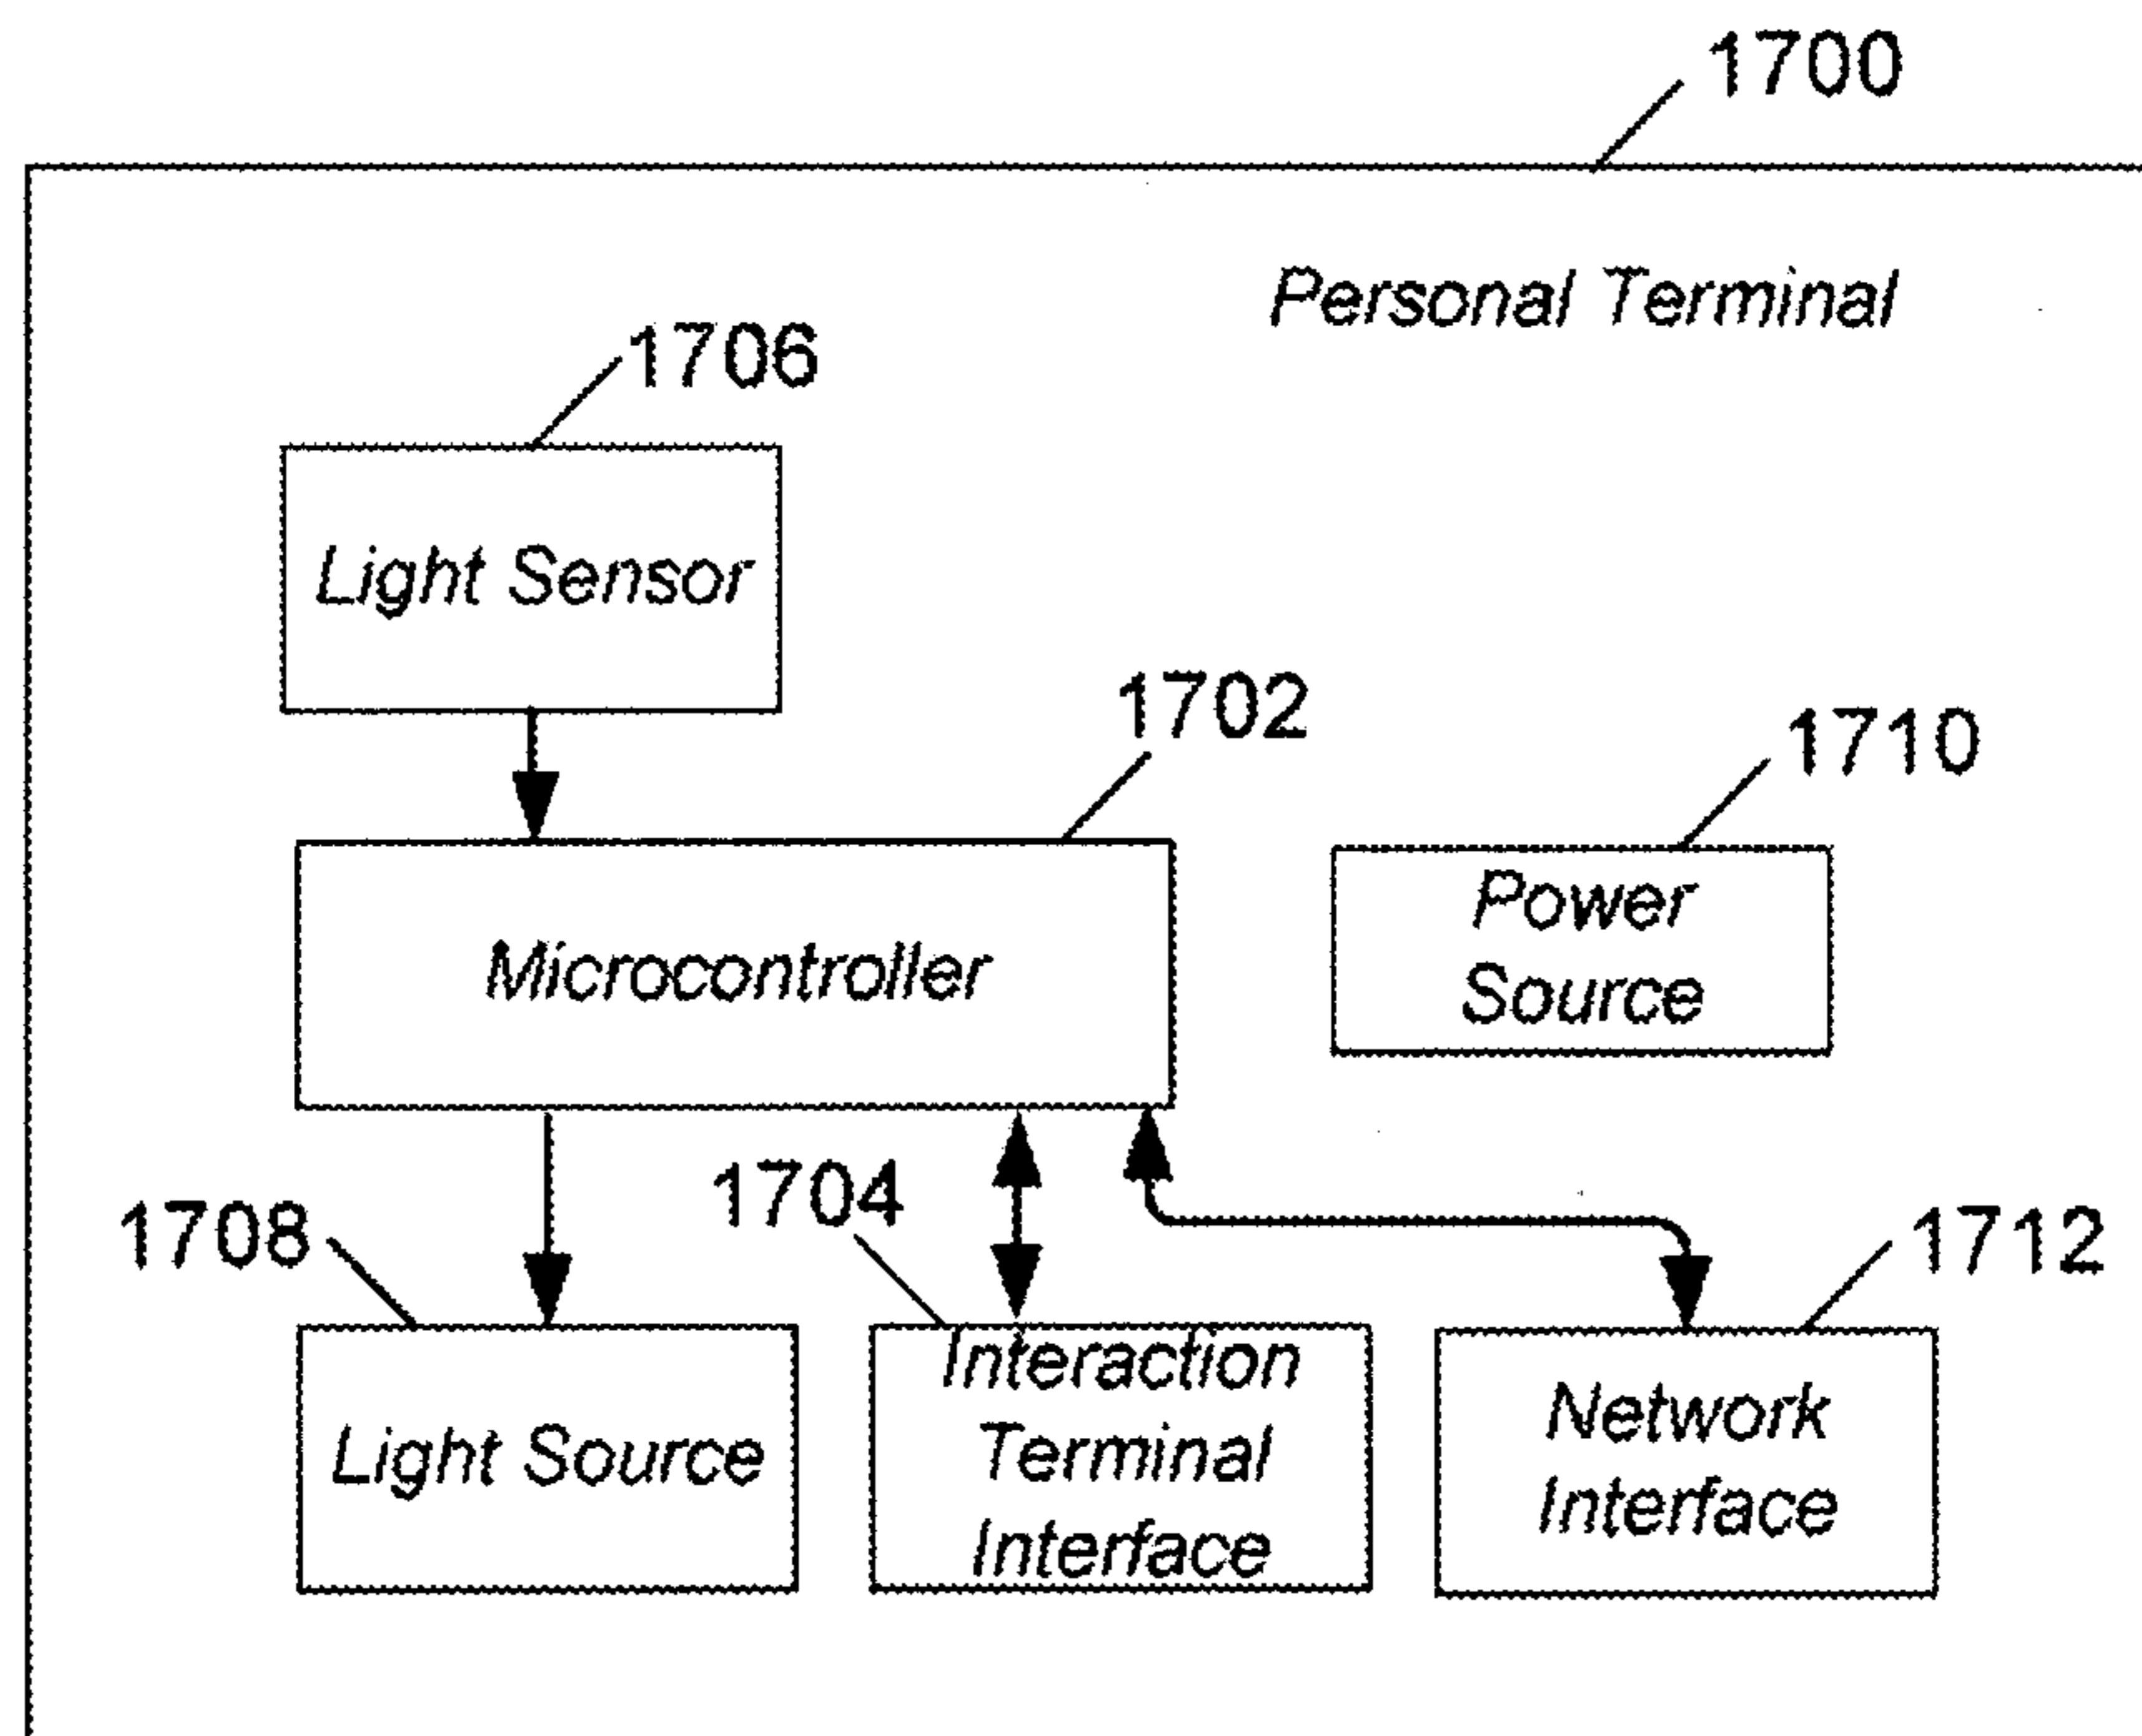 1700
Personal Terminal
1706
Light Sensor
1702
1710
Microcontroller
Power
Source
1708
1704
1712
Light Source
Interaction
Terminal
Interface
Network
Interface